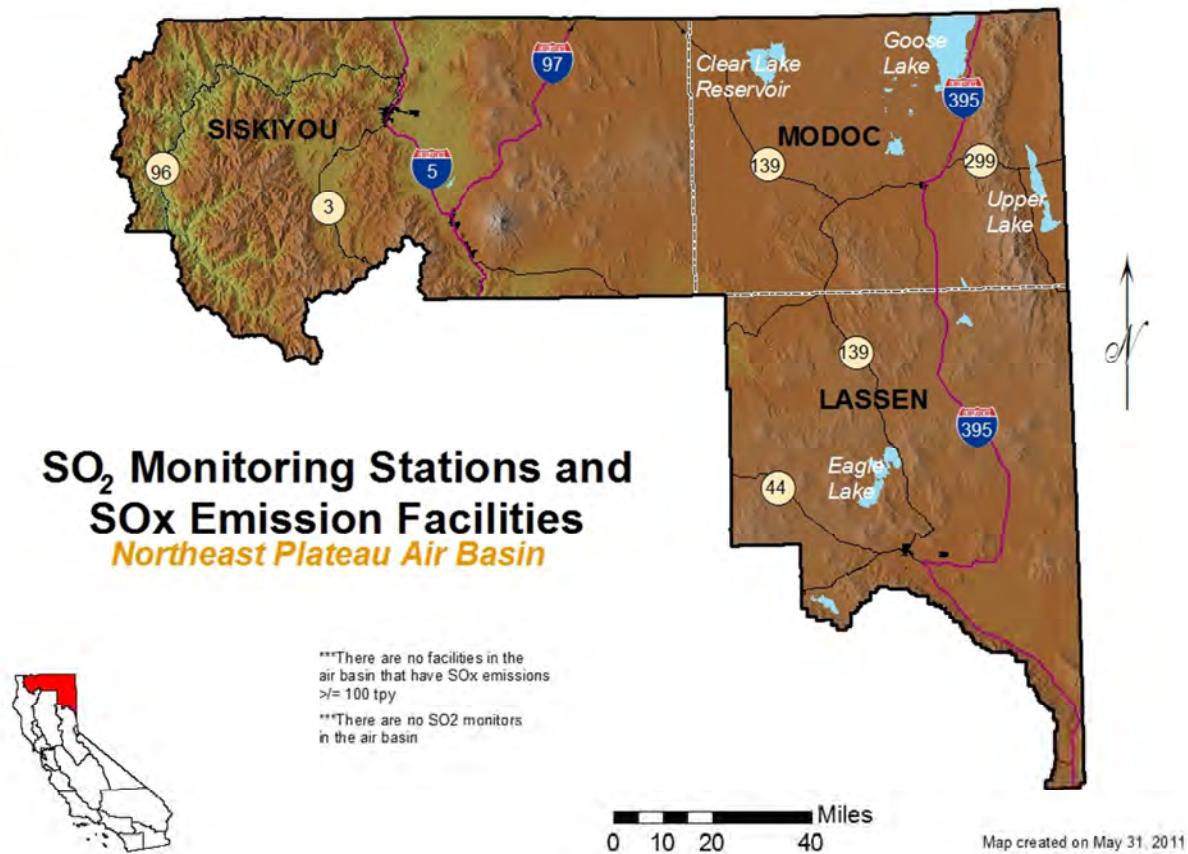 97
Clear Lake
Reservoir
Goose
Lake
395
SISKIYOU
MODOC
96
5
139
299
3
Upper
Lake
N
139
LASSEN
395
SO₂ Monitoring Stations and
SOx Emission Facilities
Northeast Plateau Air Basin
Eagle
Lake
44
***There are no facilities in the
air basin that have SOx emissions
>/= 100 tpy
***There are no SO2 monitors
in the air basin
Miles
0 10 20 40
Map created on May 31, 2011